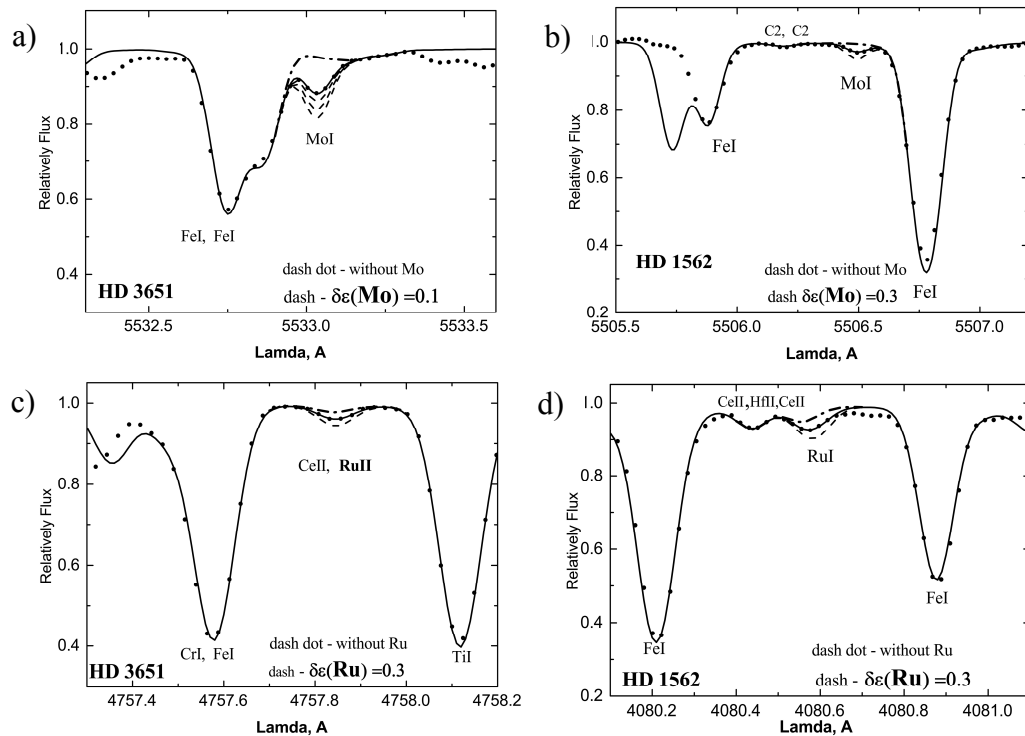 a)
1.0
0.8
0.6
0.4
Relatively Flux
MoI
FeI, FeI
HD 3651
dash dot - without Mo
dash - δε(Mo) =0.1
5532.5
5533.0
5533.5
Lamda, A
b)
1.0
0.8
0.6
0.4
0.2
Relatively Flux
C2, C2
MoI
FeI
HD 1562
dash dot - without Mo
dash δε(Mo) =0.3
FeI
5505.5
5506.0
5506.5
5507.0
Lamda, A
c)
1.0
0.8
0.6
0.4
Relatively Flux
CeII, RuII
CrI, FeI
TiI
HD 3651
dash dot - without Ru
dash - δε(Ru) =0.3
4757.4
4757.6
4757.8
4758.0
4758.2
Lamda, A
d)
1.0
0.8
0.6
0.4
0.2
Relatively Flux
CeII,HfII,CeII
RuI
FeI
FeI
HD 1562
dash dot - without Ru
dash - δε(Ru) =0.3
4080.2
4080.4
4080.6
4080.8
4081.0
Lamda, A